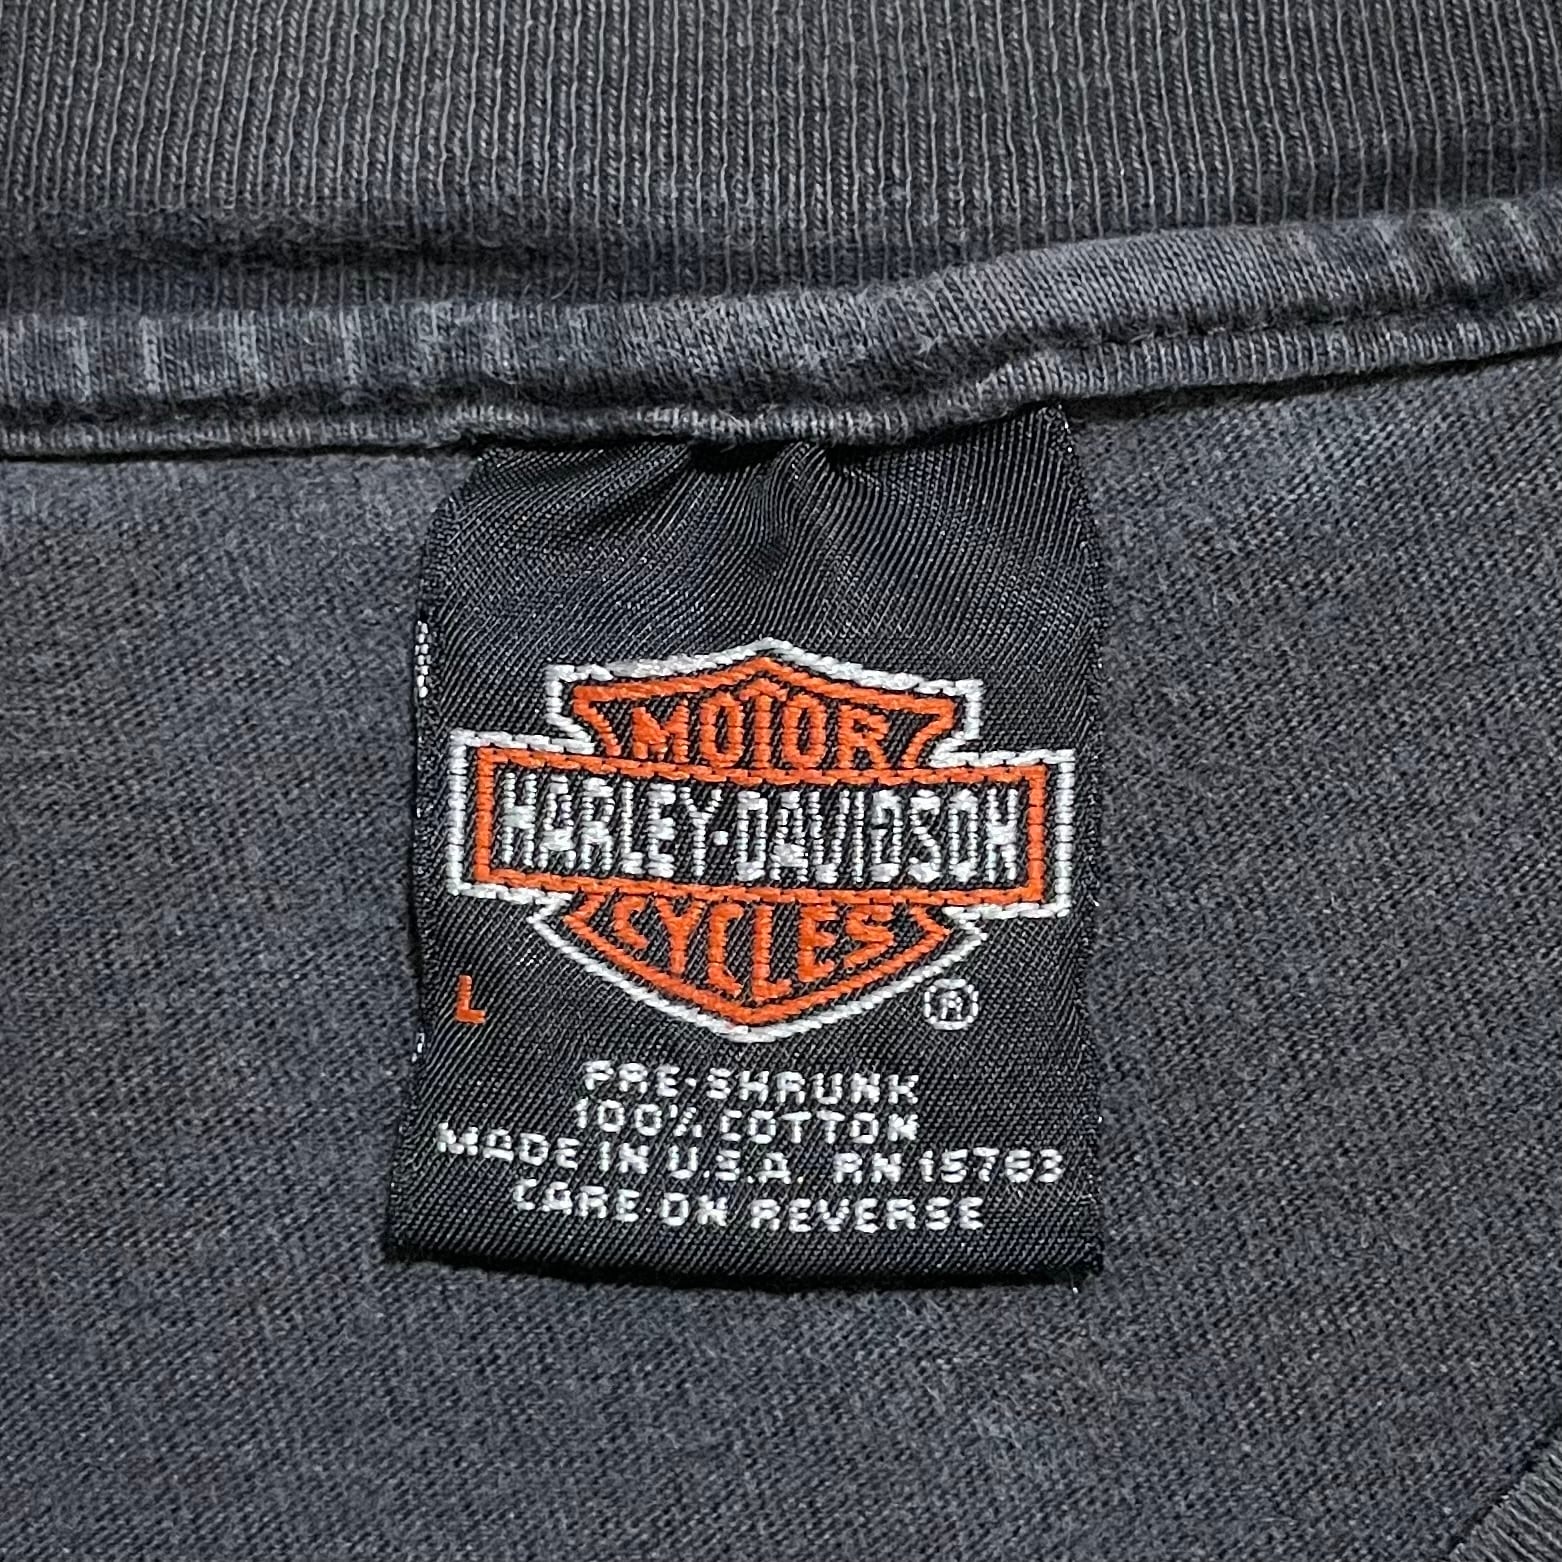 MOTOR
HARLEY-DAVIDSON
CYCLES
®
L
PRE-SHRUNK
100% COTTON
MADE IN U.S.A. RN 15763
CARE ON REVERSE